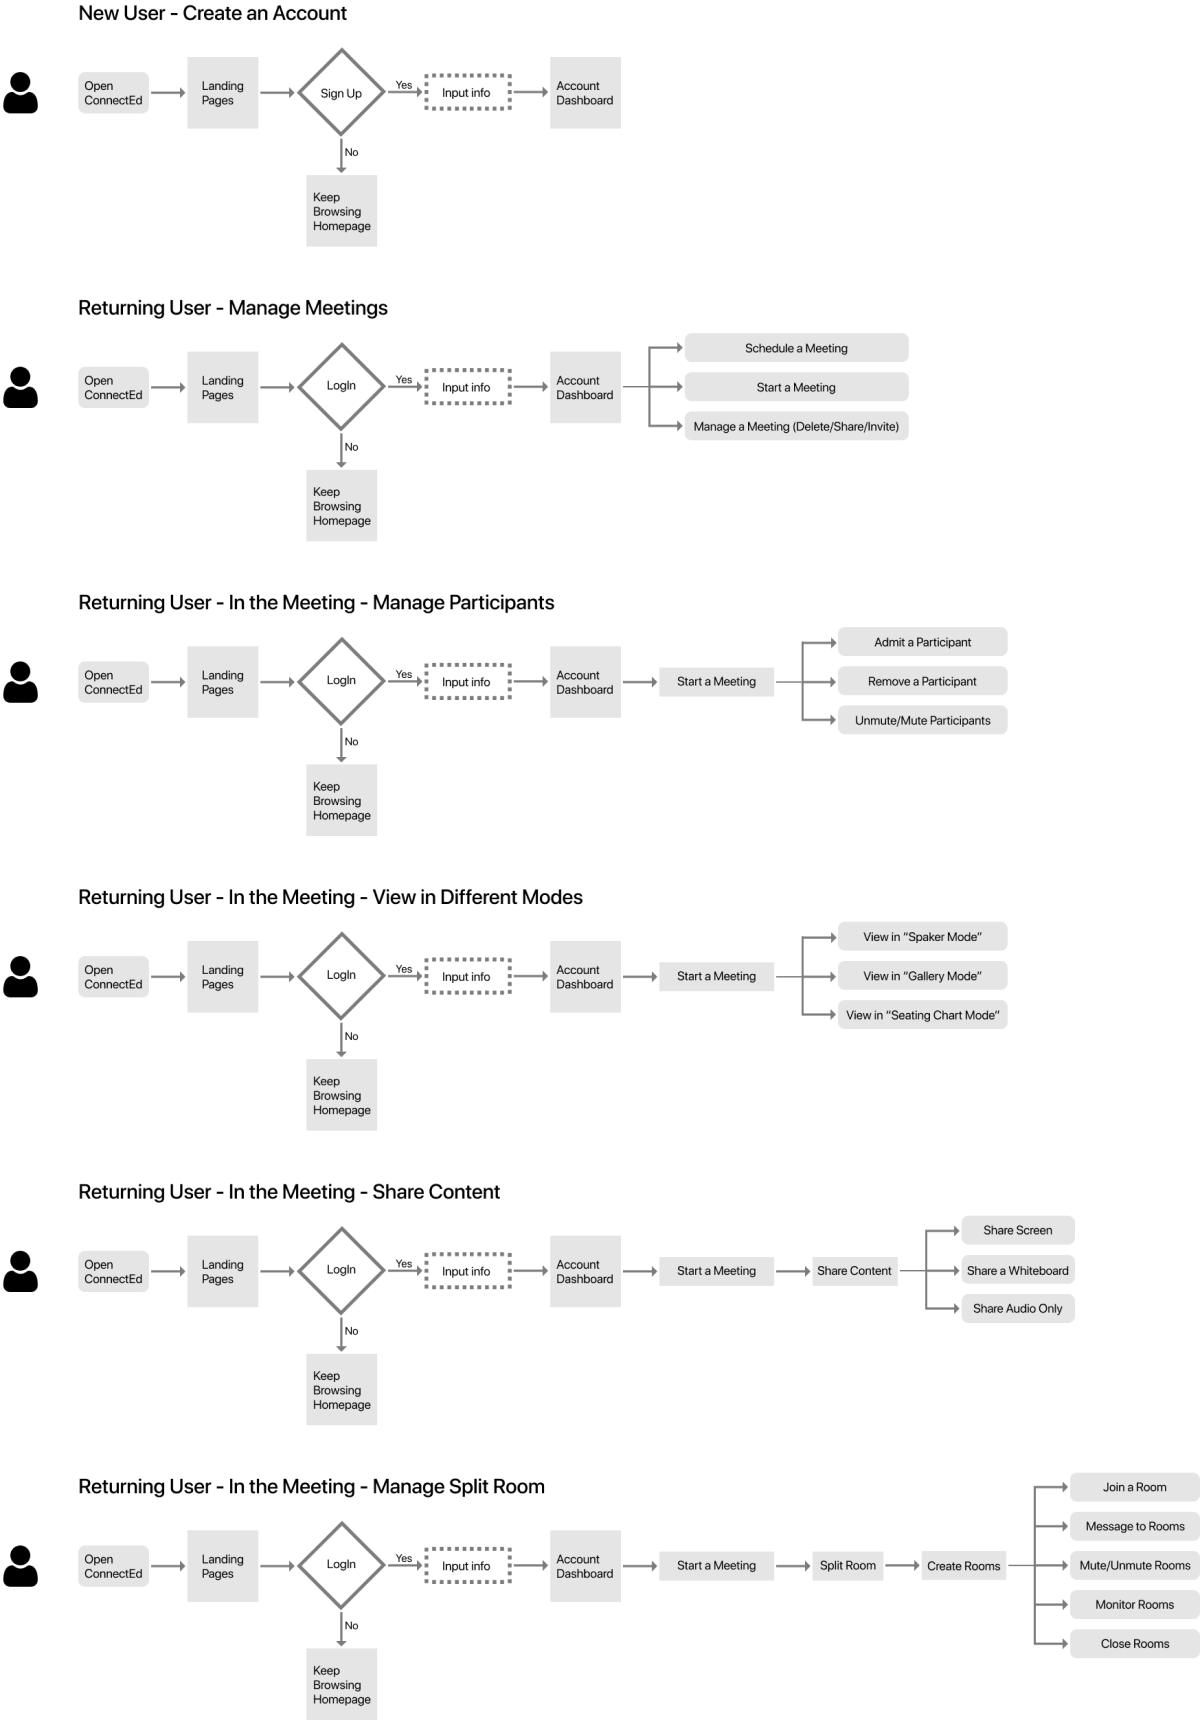 New User - Create an Account
Open
ConnectEd
Landing
Pages
Sign Up
Yes
Input info
Account
Dashboard
No
Keep
Browsing
Homepage
Returning User - Manage Meetings
Open
ConnectEd
Landing
Pages
LogIn
Yes
Input info
Account
Dashboard
Schedule a Meeting
Start a Meeting
Manage a Meeting (Delete/Share/Invite)
No
Keep
Browsing
Homepage
Returning User - In the Meeting - Manage Participants
Open
ConnectEd
Landing
Pages
LogIn
Yes
Input info
Account
Dashboard
Start a Meeting
Admit a Participant
Remove a Participant
Unmute/Mute Participants
No
Keep
Browsing
Homepage
Returning User - In the Meeting - View in Different Modes
Open
ConnectEd
Landing
Pages
LogIn
Yes
Input info
Account
Dashboard
Start a Meeting
View in “Spaker Mode”
View in “Gallery Mode”
View in “Seating Chart Mode”
No
Keep
Browsing
Homepage
Returning User - In the Meeting - Share Content
Open
ConnectEd
Landing
Pages
LogIn
Yes
Input info
Account
Dashboard
Start a Meeting
Share Content
Share Screen
Share a Whiteboard
Share Audio Only
No
Keep
Browsing
Homepage
Returning User - In the Meeting - Manage Split Room
Open
ConnectEd
Landing
Pages
LogIn
Yes
Input info
Account
Dashboard
Start a Meeting
Split Room
Create Rooms
Join a Room
Message to Rooms
Mute/Unmute Rooms
Monitor Rooms
Close Rooms
No
Keep
Browsing
Homepage